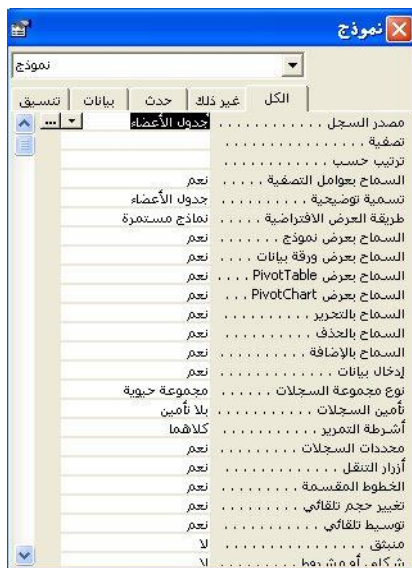 نموذج
نموذج
الكل غير ذلك حدث بيانات تنسيق
مصدر السجل . . . . . . . . . . . . جدول الأعضاء ...
تصفية . . . . . . . . . . . . . . . .
ترتيب حسب . . . . . . . . . . . . .
السماح بعوامل التصفية . . . . . نعم
تسمية توضيحية . . . . . . . . . . جدول الأعضاء
طريقة العرض الافتراضية . . . . . نماذج مستمرة
السماح بعرض نموذج . . . . . . . نعم
السماح بعرض ورقة بيانات . . . . نعم
السماح بعرض PivotTable . . . . نعم
السماح بعرض PivotChart . . . نعم
السماح بالتحرير . . . . . . . . . . نعم
السماح بالحذف . . . . . . . . . . نعم
السماح بالإضافة . . . . . . . . . . نعم
إدخال بيانات . . . . . . . . . . . . نعم
نوع مجموعة السجلات . . . . . . مجموعة حيوية
تأمين السجلات . . . . . . . . . . . بلا تأمين
أشرطة التمرير . . . . . . . . . . . كلاهما
محددات السجلات . . . . . . . . . نعم
أزرار التنقل . . . . . . . . . . . . . نعم
الخطوط المقسمة . . . . . . . . . نعم
تغيير حجم تلقائي . . . . . . . . . نعم
توسيط تلقائي . . . . . . . . . . . نعم
منبثق . . . . . . . . . . . . . . . . لا
شكلي أو مشروط . . . . . . . . . لا